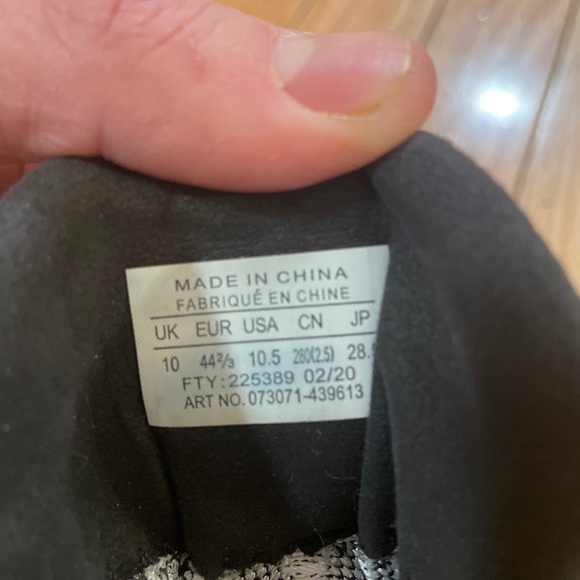 MADE IN CHINA
FABRIQUÉ EN CHINE
UK EUR USA CN JP
10 44⅔ 10.5 280(2.5) 28.
FTY: 225389 02/20
ART NO. 073071-439613